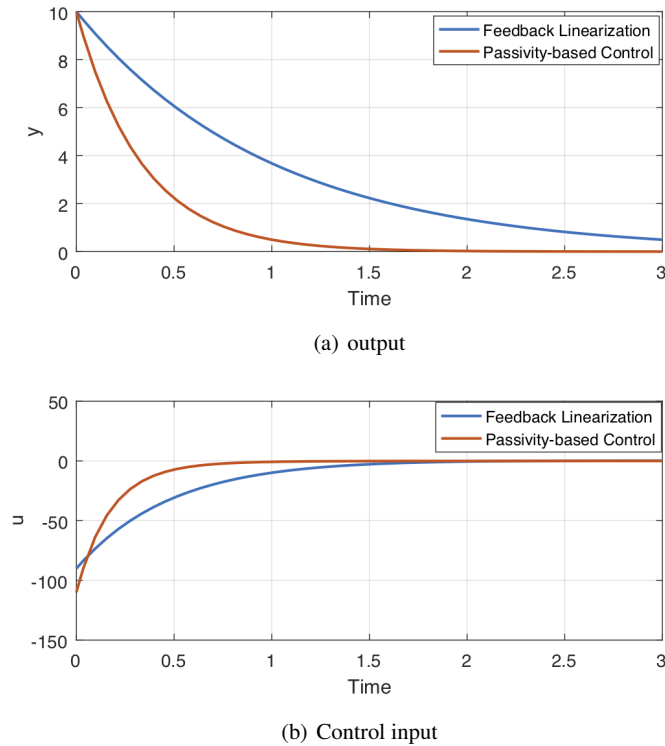 10
8
6
4
2
0
y
Feedback Linearization
Passivity-based Control
0 0.5 1 1.5 2 2.5 3
Time
(a) output
50
0
-50
-100
-150
u
Feedback Linearization
Passivity-based Control
0 0.5 1 1.5 2 2.5 3
Time
(b) Control input